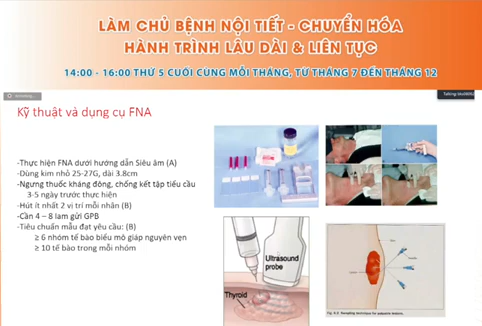 LÀM CHỦ BỆNH NỘI TIẾT - CHUYỂN HÓA
HÀNH TRÌNH LÂU DÀI & LIÊN TỤC
14:00 - 16:00 THỨ 5 CUỐI CÙNG MỖI THÁNG, TỪ THÁNG 7 ĐẾN THÁNG 12
Kỹ thuật và dụng cụ FNA
-Thực hiện FNA dưới hướng dẫn Siêu âm (A)
-Dùng kim nhỏ 25-27G, dài 3.8cm
-Ngưng thuốc kháng đông, chống kết tập tiểu cầu
3-5 ngày trước thực hiện
-Hút ít nhất 2 vị trí mỗi nhân (B)
-Cần 4 – 8 lam gửi GPB
-Tiêu chuẩn mẫu đạt yêu cầu: (B)
≥ 6 nhóm tế bào biểu mô giáp nguyên vẹn
≥ 10 tế bào trong mỗi nhóm
Ultrasound
probe
Thyroid